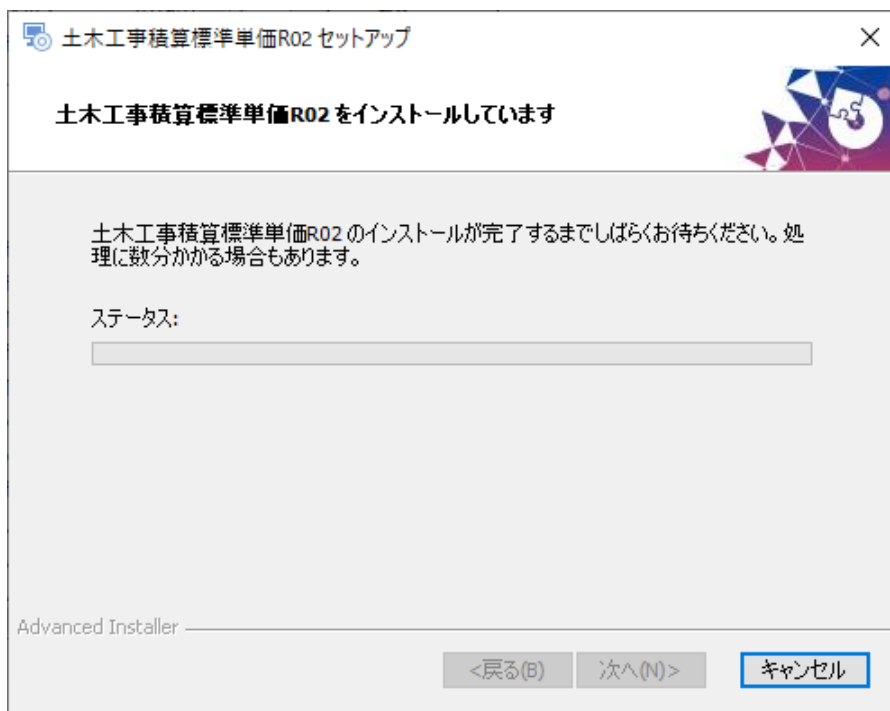 土木工事積算標準単価R02 セットアップ
土木工事積算標準単価R02 をインストールしています
土木工事積算標準単価R02 のインストールが完了するまでしばらくお待ちください。処
理に数分かかる場合もあります。
ステータス:
Advanced Installer
<戻る(B) 次へ(N)> キャンセル